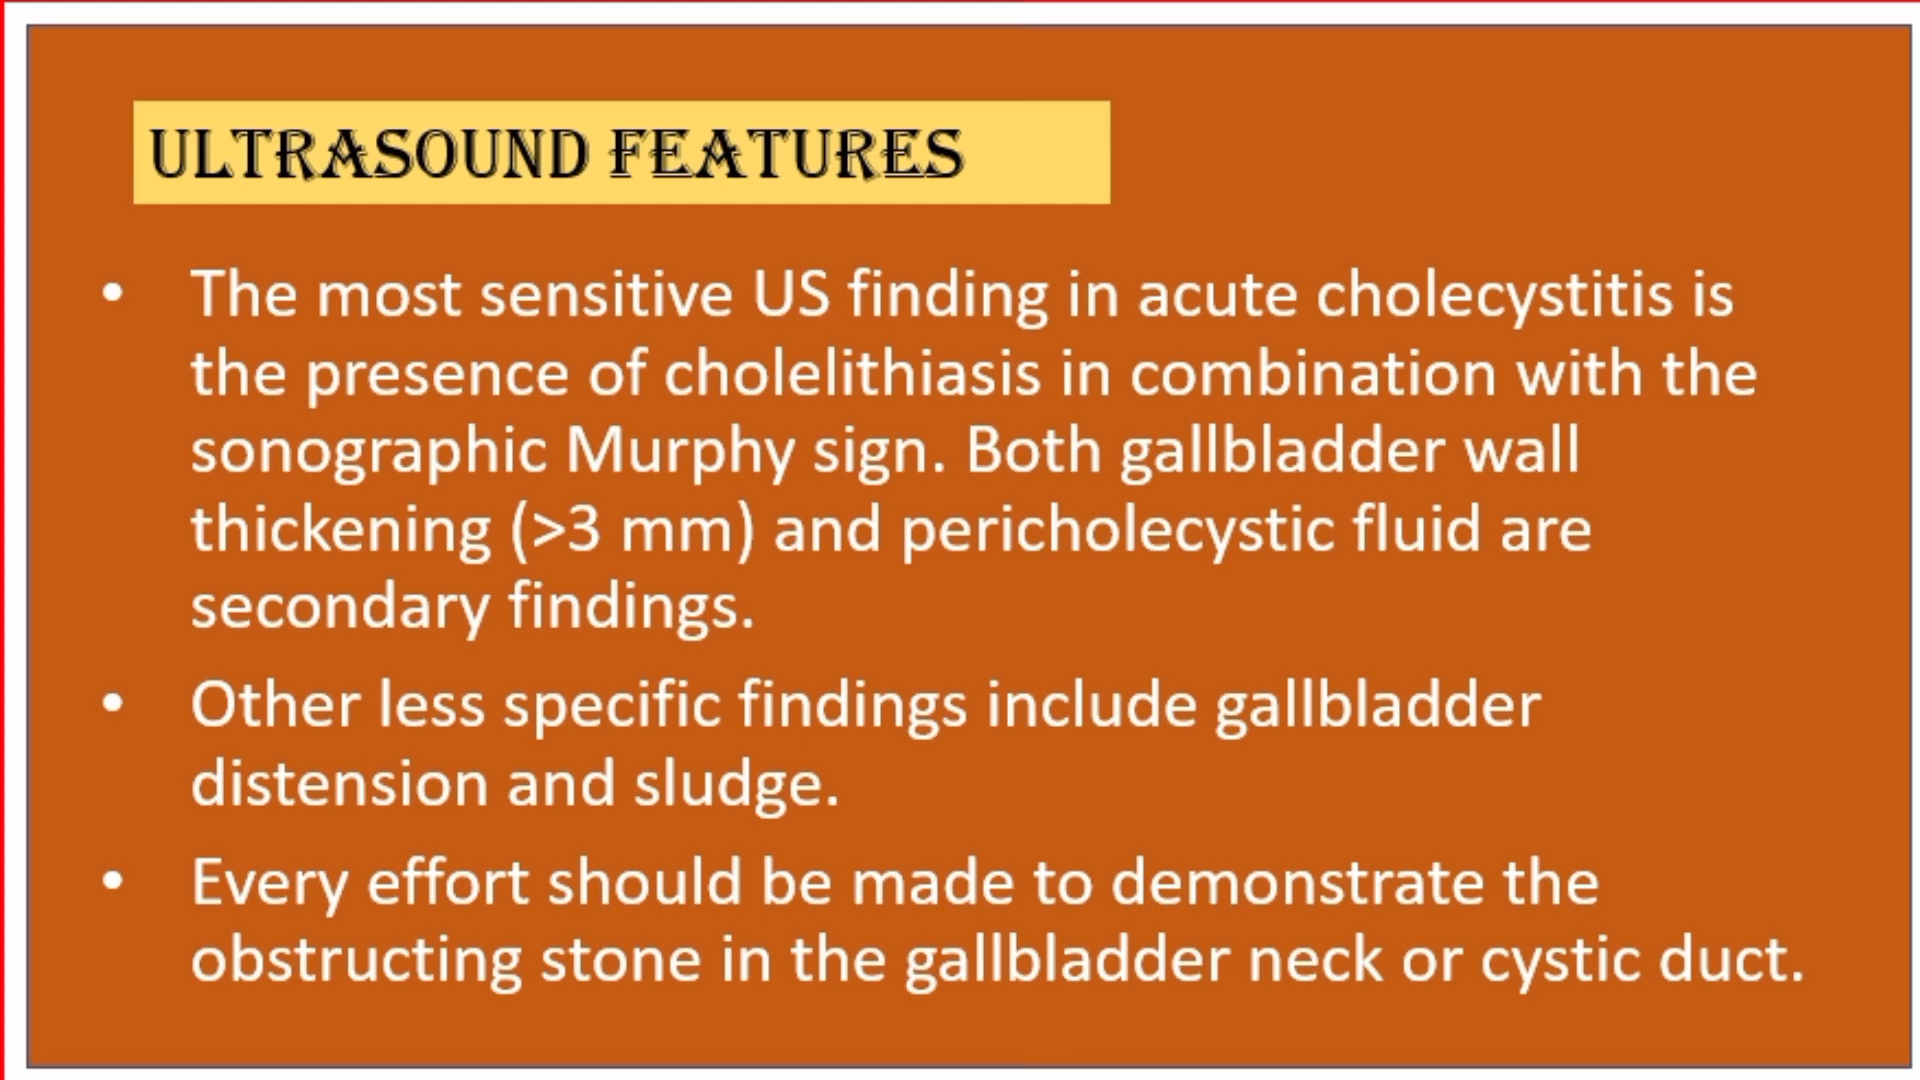 ULTRASOUND FEATURES
• The most sensitive US finding in acute cholecystitis is
the presence of cholelithiasis in combination with the
sonographic Murphy sign. Both gallbladder wall
thickening (>3 mm) and pericholecystic fluid are
secondary findings.
• Other less specific findings include gallbladder
distension and sludge.
• Every effort should be made to demonstrate the
obstructing stone in the gallbladder neck or cystic duct.